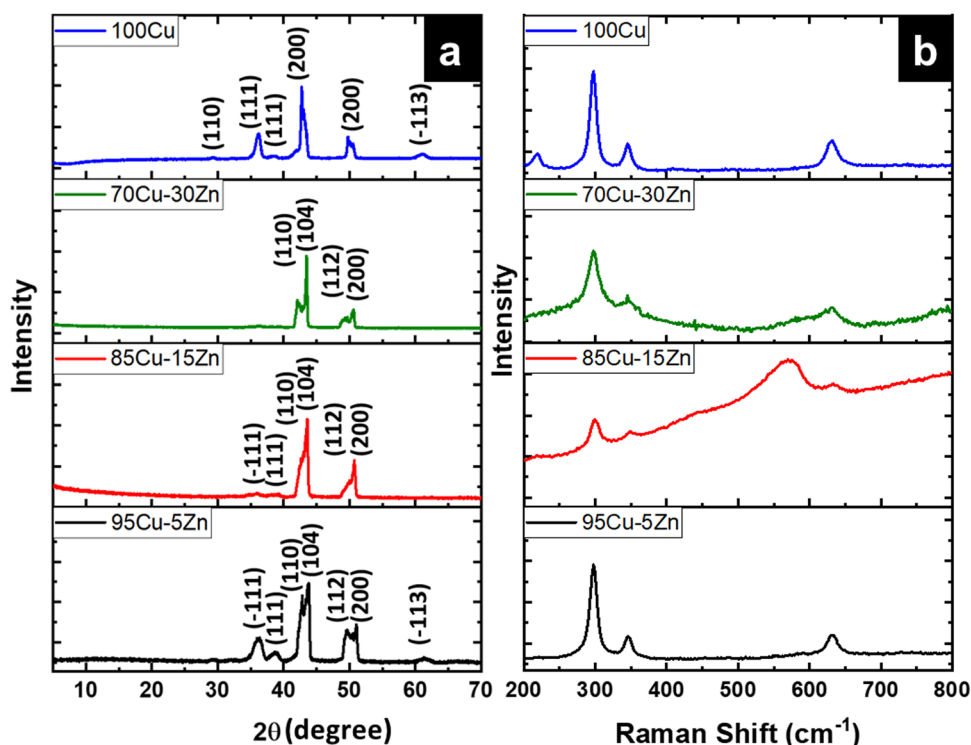 100Cu
a
(110)
(111)
(111)
(200)
(200)
(-113)
70Cu-30Zn
(110)
(104)
(112)
(200)
85Cu-15Zn
(-111)
(111)
(110)
(104)
(112)
(200)
95Cu-5Zn
(-111)
(111)
(110)
(104)
(112)
(200)
(-113)
Intensity
10 20 30 40 50 60 70
2θ (degree)
100Cu
b
70Cu-30Zn
85Cu-15Zn
95Cu-5Zn
Intensity
200 300 400 500 600 700 800
Raman Shift (cm⁻¹)